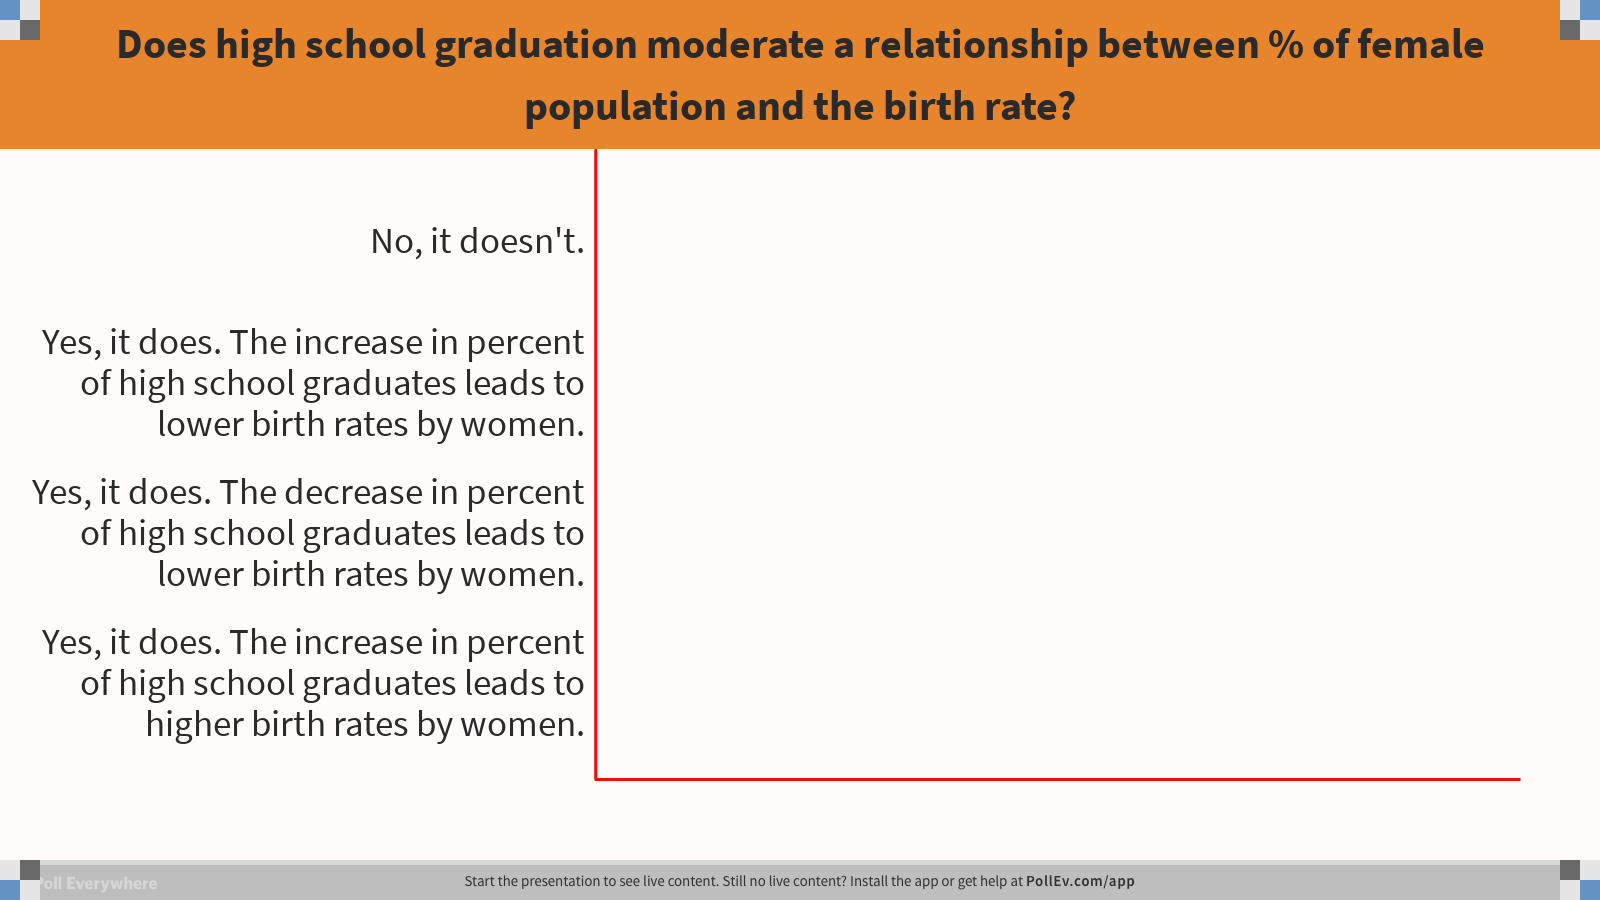 Does high school graduation moderate a relationship between % of female
population and the birth rate?
No, it doesn't.
Yes, it does. The increase in percent
of high school graduates leads to
lower birth rates by women.
Yes, it does. The decrease in percent
of high school graduates leads to
lower birth rates by women.
Yes, it does. The increase in percent
of high school graduates leads to
higher birth rates by women.
Poll Everywhere
Start the presentation to see live content. Still no live content? Install the app or get help at PollEv.com/app